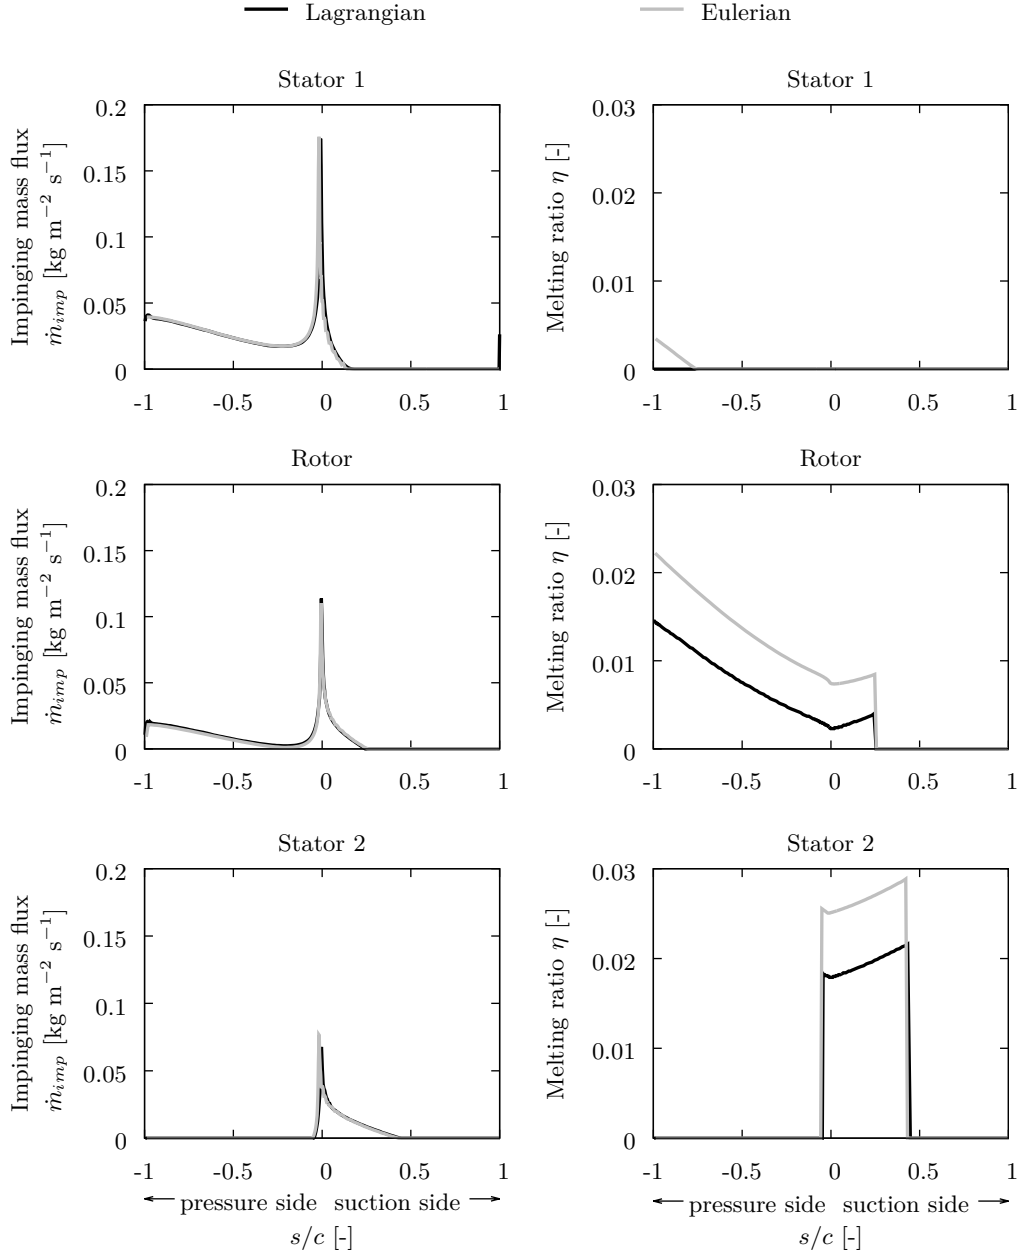 Lagrangian Eulerian
Stator 1 Stator 1
Impinging mass flux
ṁ_imp [kg m⁻² s⁻¹]
0.2
0.15
0.1
0.05
0
-1 -0.5 0 0.5 1
Melting ratio η [-]
0.03
0.02
0.01
0
-1 -0.5 0 0.5 1
Rotor Rotor
Impinging mass flux
ṁ_imp [kg m⁻² s⁻¹]
0.2
0.15
0.1
0.05
0
-1 -0.5 0 0.5 1
Melting ratio η [-]
0.03
0.02
0.01
0
-1 -0.5 0 0.5 1
Stator 2 Stator 2
Impinging mass flux
ṁ_imp [kg m⁻² s⁻¹]
0.2
0.15
0.1
0.05
0
-1 -0.5 0 0.5 1
← pressure side suction side →
s/c [-]
Melting ratio η [-]
0.03
0.02
0.01
0
-1 -0.5 0 0.5 1
← pressure side suction side →
s/c [-]